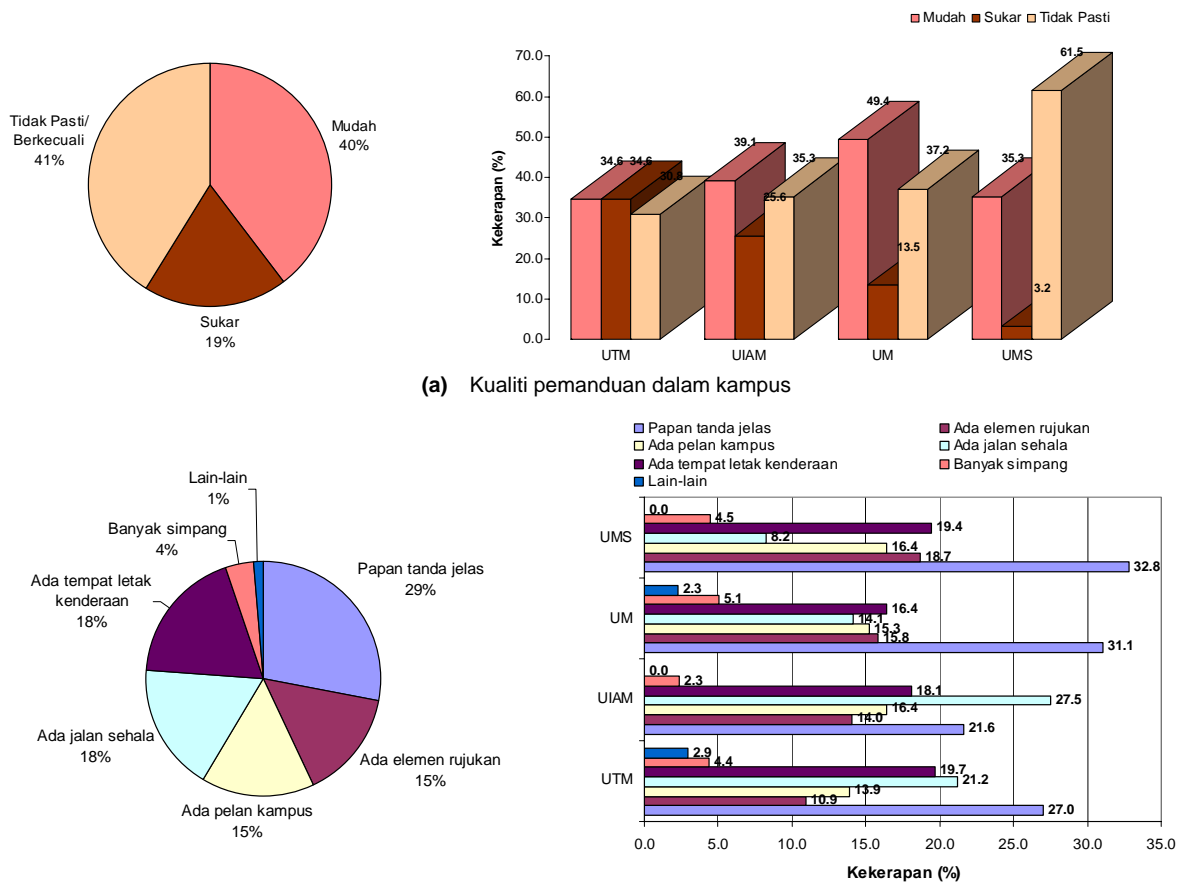 Tidak Pasti/
Berkecuali
41%
Mudah
40%
Sukar
19%
Mudah Sukar Tidak Pasti
Kekerapan (%)
70.0
60.0
50.0
40.0
30.0
20.0
10.0
0.0
34.6 34.6 30.8
39.1 25.6 35.3
49.4 13.5 37.2
35.3 3.2 61.5
UTM UIAM UM UMS
(a) Kualiti pemanduan dalam kampus
Lain-lain
1%
Banyak simpang
4%
Ada tempat letak
kenderaan
18%
Ada jalan sehala
18%
Ada pelan kampus
15%
Ada elemen rujukan
15%
Papan tanda jelas
29%
Papan tanda jelas Ada elemen rujukan
Ada pelan kampus Ada jalan sehala
Ada tempat letak kenderaan Banyak simpang
Lain-lain
UMS
0.0
4.5
19.4
8.2
16.4
18.7
32.8
UM
2.3
5.1
16.4
14.1
15.3
15.8
31.1
UIAM
0.0
2.3
18.1
27.5
16.4
14.0
21.6
UTM
2.9
4.4
19.7
21.2
13.9
10.9
27.0
0.0 5.0 10.0 15.0 20.0 25.0 30.0 35.0
Kekerapan (%)